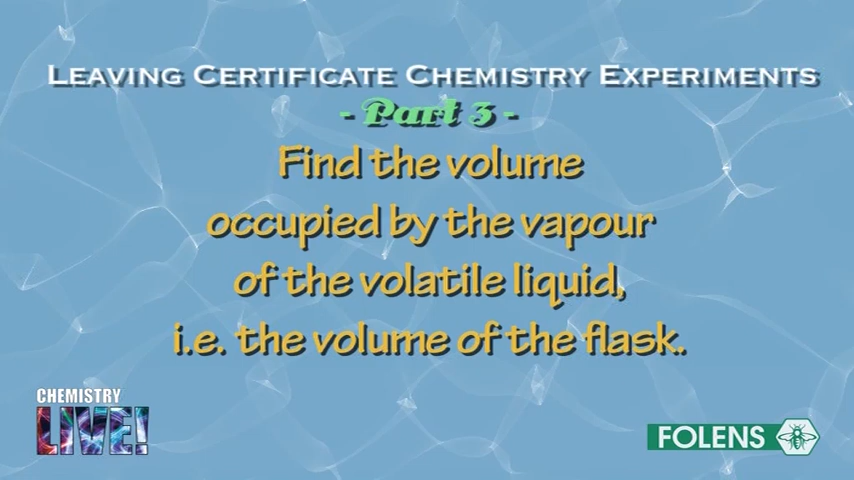 Leaving Certificate Chemistry Experiments
- Part 3 -
Find the volume
occupied by the vapour
of the volatile liquid,
i.e. the volume of the flask.
CHEMISTRY
LIVE!
FOLENS